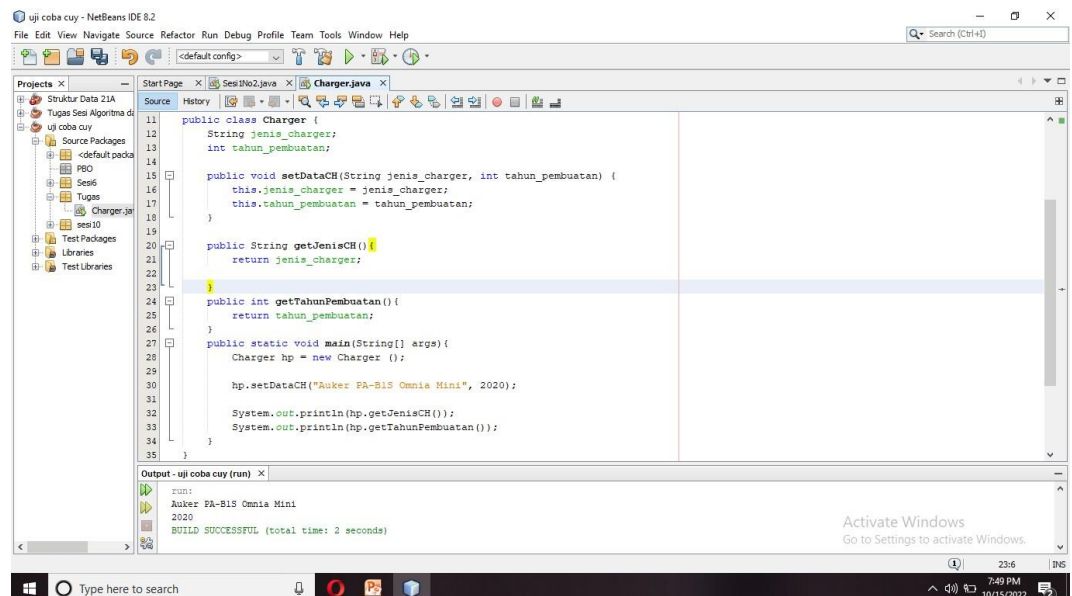 uji coba cuy - NetBeans IDE 8.2
File Edit View Navigate Source Refactor Run Debug Profile Team Tools Window Help
Search (Ctrl+I)
<default config>
Projects
Start Page
Sesi1No2.java
Charger.java
Source History
Struktur Data 21A
Tugas Sesi Algoritma da
uji coba cuy
Source Packages
<default packa
PBO
Sesi6
Tugas
Charger.jav
sesi10
Test Packages
Libraries
Test Libraries
11 public class Charger {
12 String jenis_charger;
13 int tahun_pembuatan;
14
15 public void setDataCH(String jenis_charger, int tahun_pembuatan) {
16 this.jenis_charger = jenis_charger;
17 this.tahun_pembuatan = tahun_pembuatan;
18 }
19
20 public String getJenisCH(){
21 return jenis_charger;
22
23 }
24 public int getTahunPembuatan(){
25 return tahun_pembuatan;
26 }
27 public static void main(String[] args){
28 Charger hp = new Charger ();
29
30 hp.setDataCH("Auker PA-B1S Omnia Mini", 2020);
31
32 System.out.println(hp.getJenisCH());
33 System.out.println(hp.getTahunPembuatan());
34 }
35 }
Output - uji coba cuy (run)
run:
Auker PA-B1S Omnia Mini
2020
BUILD SUCCESSFUL (total time: 2 seconds)
Activate Windows
Go to Settings to activate Windows.
1
23:6
INS
Type here to search
7:49 PM
10/15/2022